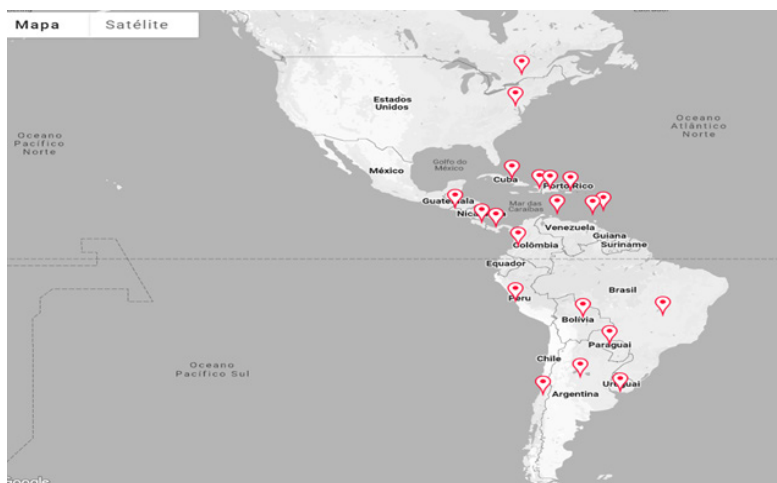 Mapa
Satélite
Estados
Unidos
Oceano
Pacífico
Norte
Oceano
Atlântico
Norte
Golfo do
México
México
Cuba
Porto Rico
Guatemala
Mar das
Caraíbas
Venezuela
Guiana
Suriname
Colômbia
Equador
Brasil
Peru
Bolívia
Paraguai
Chile
Oceano
Pacífico Sul
Uruguai
Argentina
Google